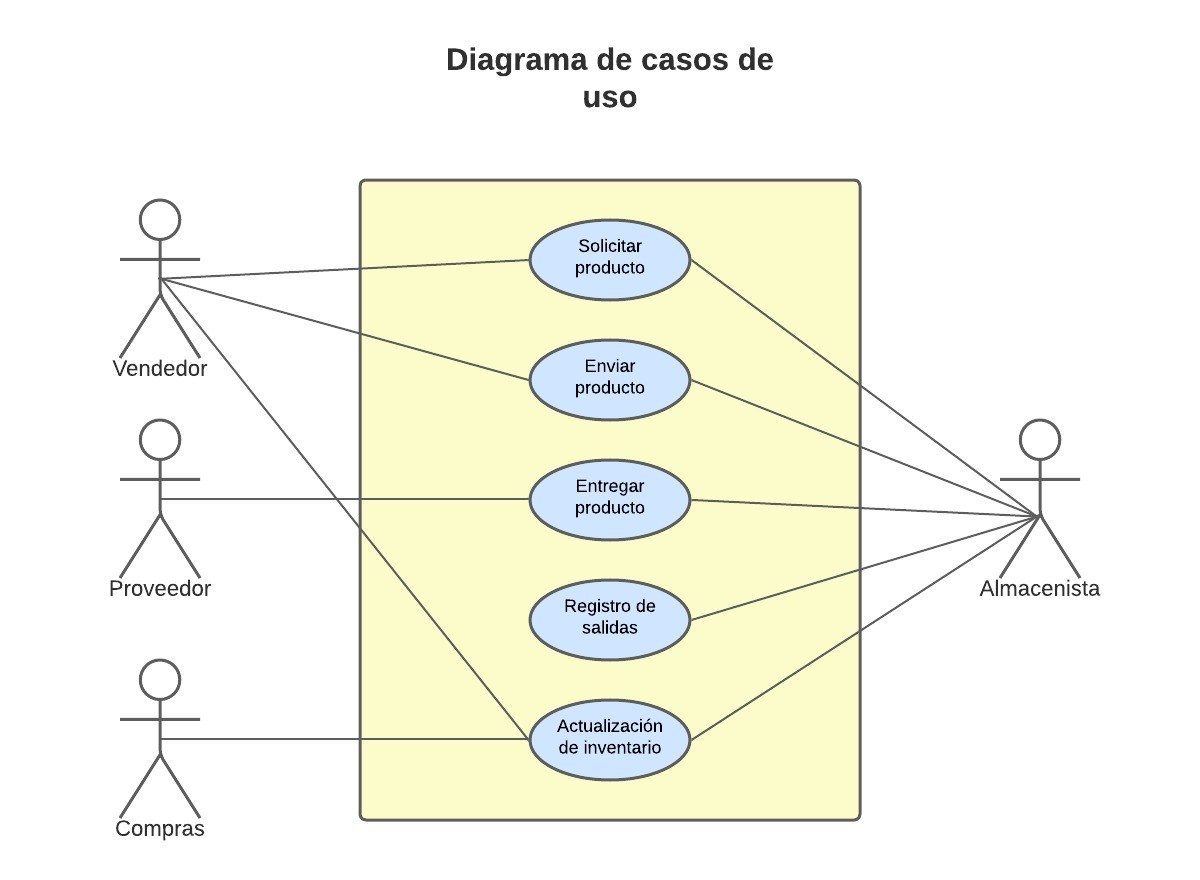 Diagrama de casos de
uso
Solicitar
producto
Enviar
producto
Vendedor
Entregar
producto
Proveedor
Almacenista
Registro de
salidas
Actualización
de inventario
Compras